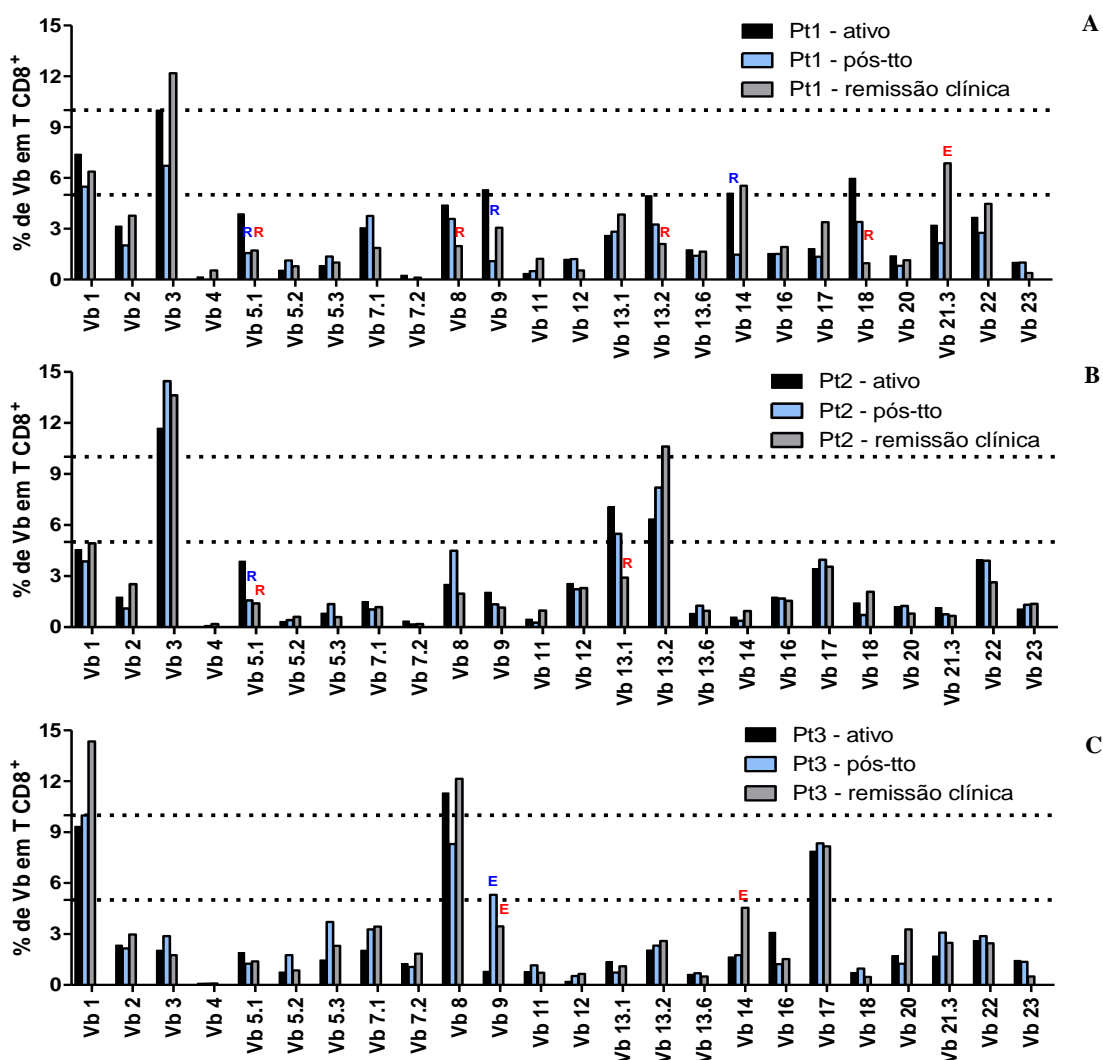 A
% de Vb em T CD8+
15
12
9
6
3
0
Pt1 - ativo
Pt1 - pós-tto
Pt1 - remissão clínica
R R
R
R
R
R
R
E
Vb 1
Vb 2
Vb 3
Vb 4
Vb 5.1
Vb 5.2
Vb 5.3
Vb 7.1
Vb 7.2
Vb 8
Vb 9
Vb 11
Vb 12
Vb 13.1
Vb 13.2
Vb 13.6
Vb 14
Vb 16
Vb 17
Vb 18
Vb 20
Vb 21.3
Vb 22
Vb 23
B
% de Vb em T CD8+
15
12
9
6
3
0
Pt2 - ativo
Pt2 - pós-tto
Pt2 - remissão clínica
R
R
R
Vb 1
Vb 2
Vb 3
Vb 4
Vb 5.1
Vb 5.2
Vb 5.3
Vb 7.1
Vb 7.2
Vb 8
Vb 9
Vb 11
Vb 12
Vb 13.1
Vb 13.2
Vb 13.6
Vb 14
Vb 16
Vb 17
Vb 18
Vb 20
Vb 21.3
Vb 22
Vb 23
C
% de Vb em T CD8+
15
12
9
6
3
0
Pt3 - ativo
Pt3 - pós-tto
Pt3 - remissão clínica
E
E
E
Vb 1
Vb 2
Vb 3
Vb 4
Vb 5.1
Vb 5.2
Vb 5.3
Vb 7.1
Vb 7.2
Vb 8
Vb 9
Vb 11
Vb 12
Vb 13.1
Vb 13.2
Vb 13.6
Vb 14
Vb 16
Vb 17
Vb 18
Vb 20
Vb 21.3
Vb 22
Vb 23